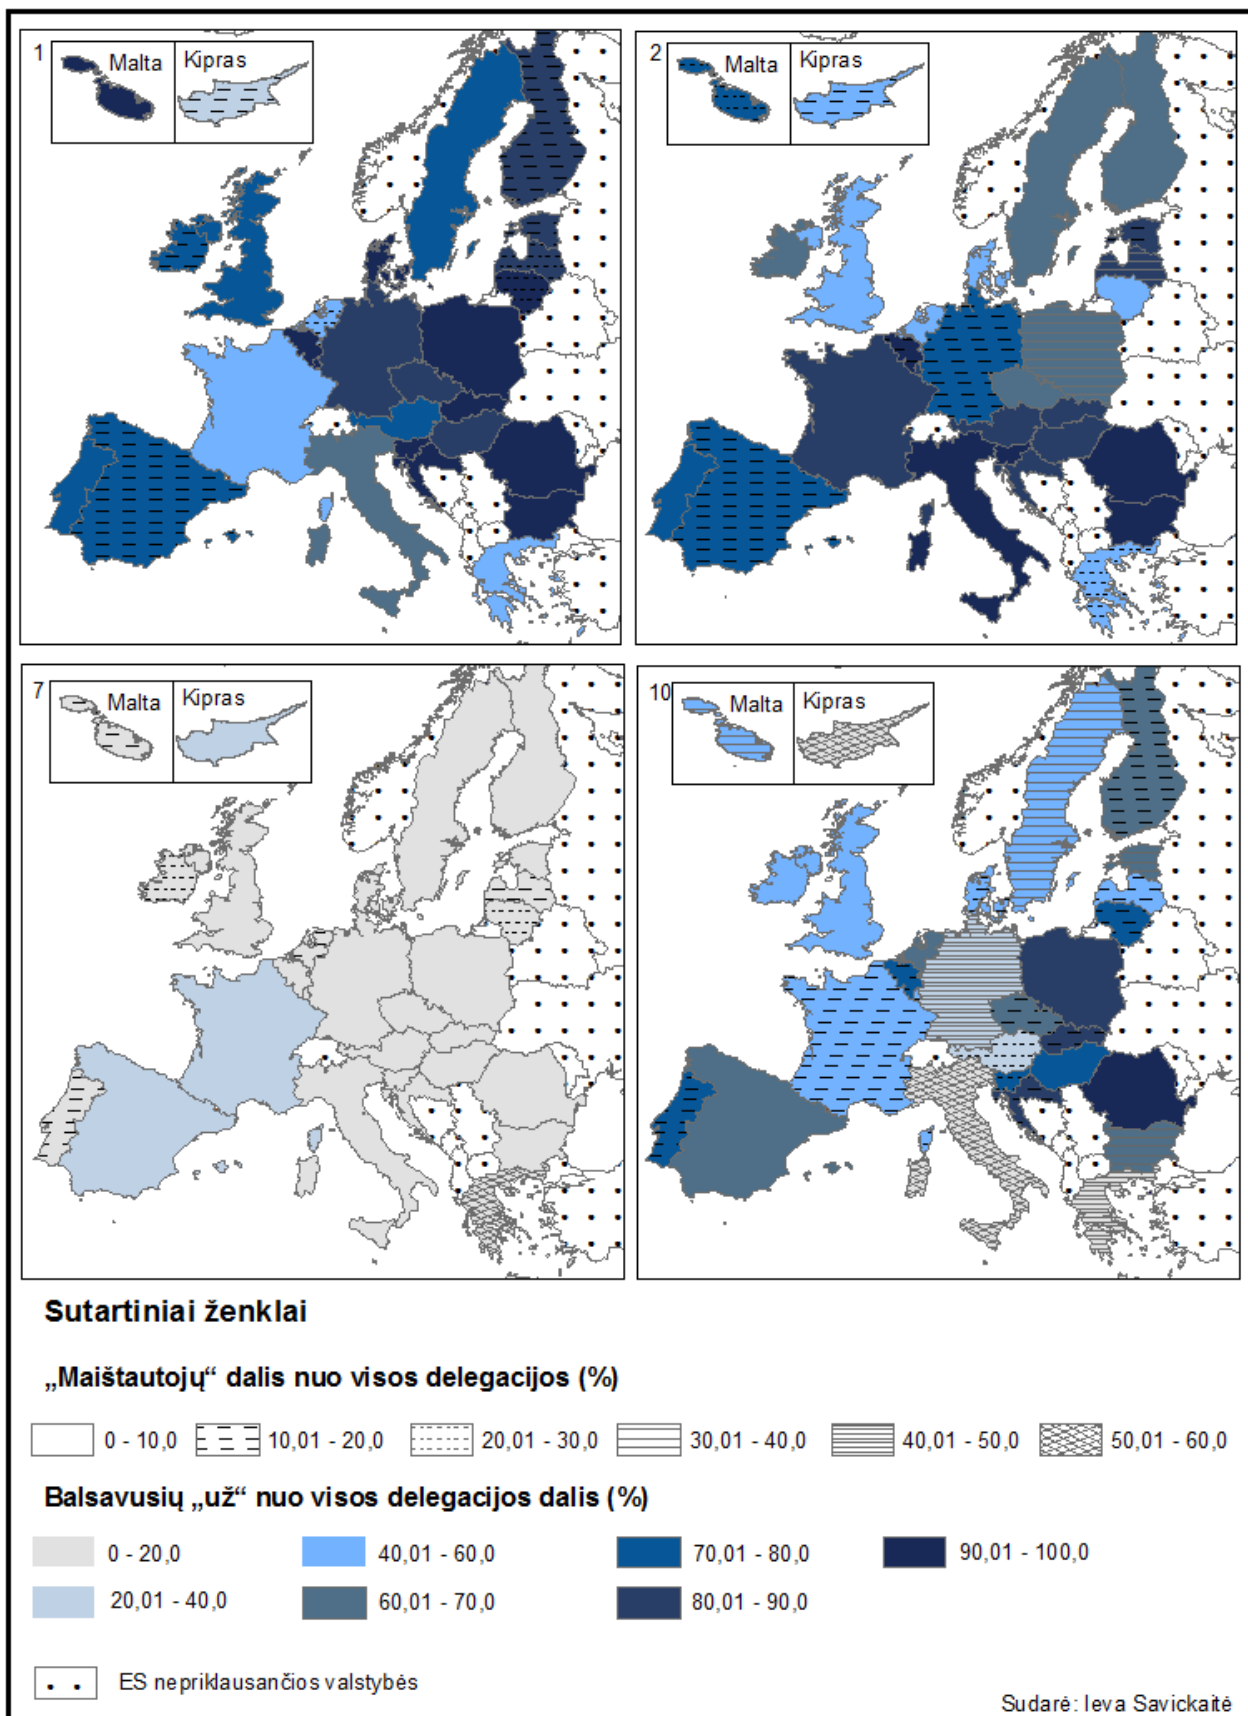 1
Malta
Kipras
2
Malta
Kipras
7
Malta
Kipras
10
Malta
Kipras
Sutartiniai ženklai
„Maištautojų“ dalis nuo visos delegacijos (%)
0 - 10,0
10,01 - 20,0
20,01 - 30,0
30,01 - 40,0
40,01 - 50,0
50,01 - 60,0
Balsavusių „už“ nuo visos delegacijos dalis (%)
0 - 20,0
40,01 - 60,0
70,01 - 80,0
90,01 - 100,0
20,01 - 40,0
60,01 - 70,0
80,01 - 90,0
ES nepriklausančios valstybės
Sudarė: Ieva Savickaitė